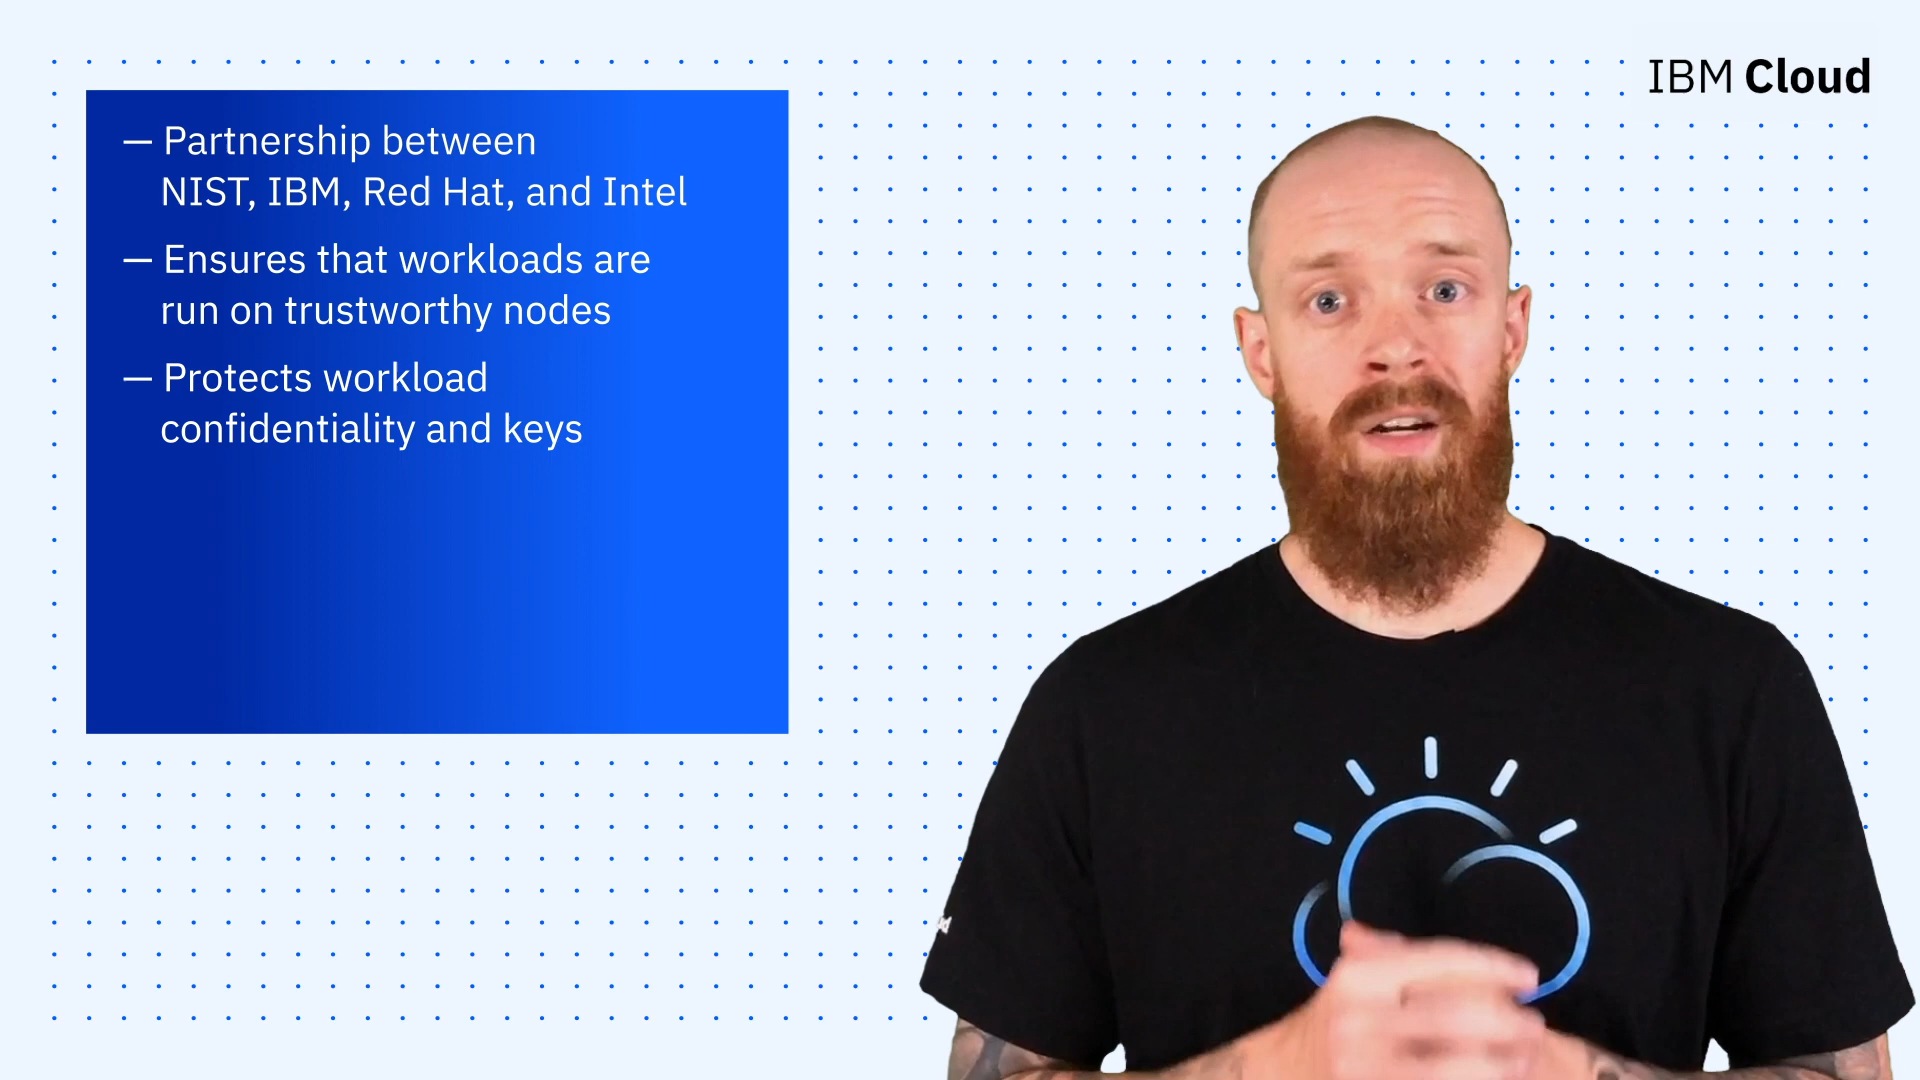 IBM Cloud
— Partnership between
NIST, IBM, Red Hat, and Intel
— Ensures that workloads are
run on trustworthy nodes
— Protects workload
confidentiality and keys